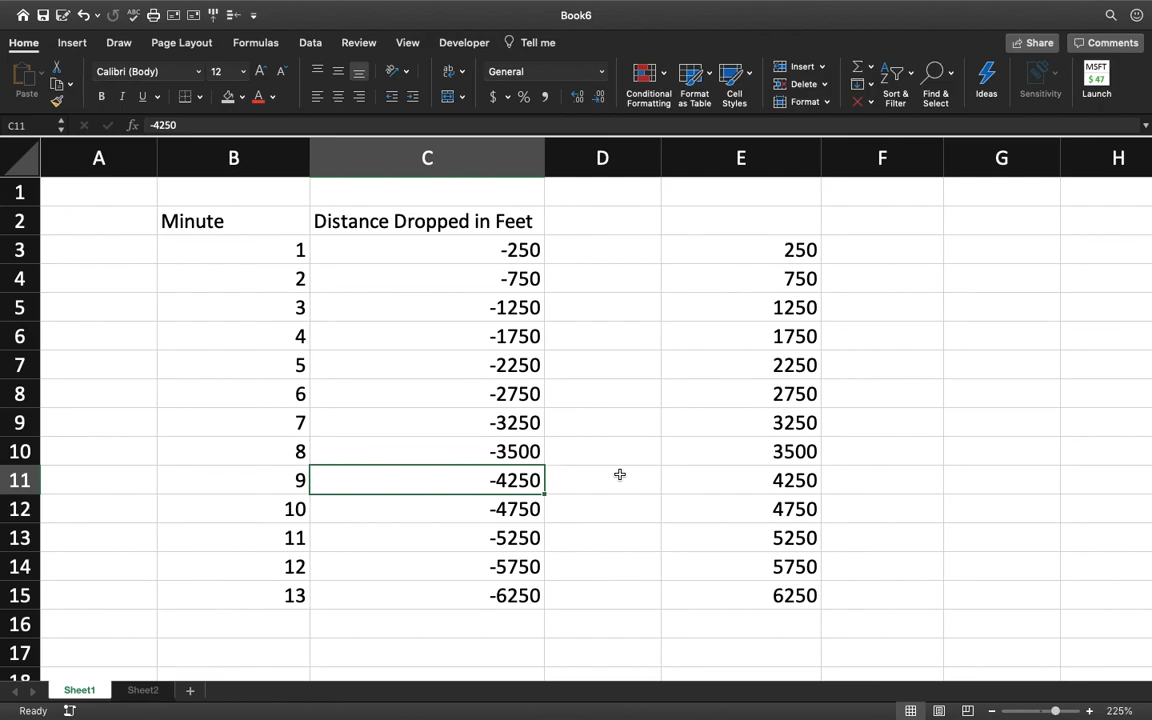 Book6
Home Insert Draw Page Layout Formulas Data Review View Developer Tell me Share Comments
Paste Calibri (Body) 12 A A General Conditional Formatting Format as Table Cell Styles Insert Delete Format Sort & Filter Find & Select Ideas Sensitivity MSFT $ 47 Launch
B I U A $ % ,
C11 fx -4250
A B C D E F G H
1
2 Minute Distance Dropped in Feet
3 1 -250 250
4 2 -750 750
5 3 -1250 1250
6 4 -1750 1750
7 5 -2250 2250
8 6 -2750 2750
9 7 -3250 3250
10 8 -3500 3500
11 9 -4250 4250
12 10 -4750 4750
13 11 -5250 5250
14 12 -5750 5750
15 13 -6250 6250
16
17
18
Sheet1 Sheet2 +
Ready 225%